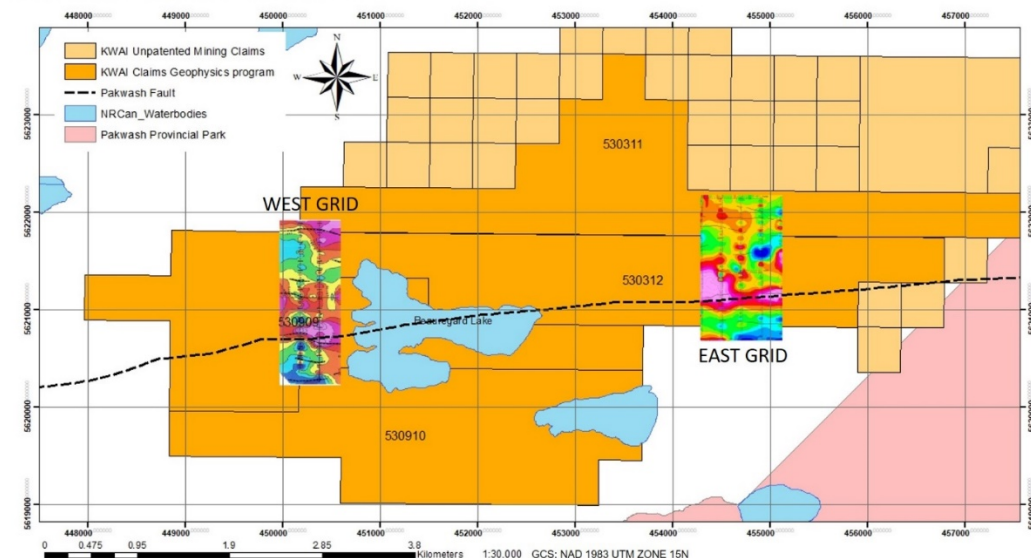 448000 449000 450000 451000 452000 453000 454000 455000 456000 457000
KWAI Unpatented Mining Claims
KWAI Claims Geophysics program
Pakwash Fault
NRCan_Waterbodies
Pakwash Provincial Park
N
W E
S
5623000
530311
WEST GRID
5622000
530312
5621000
530909
Beauregard Lake
EAST GRID
5620000
530910
5619000
448000 449000 450000 451000 452000 453000 454000 455000 456000 457000
0 0.475 0.95 1.9 2.85 3.8
Kilometers 1:30.000 GCS: NAD 1983 UTM ZONE 15N